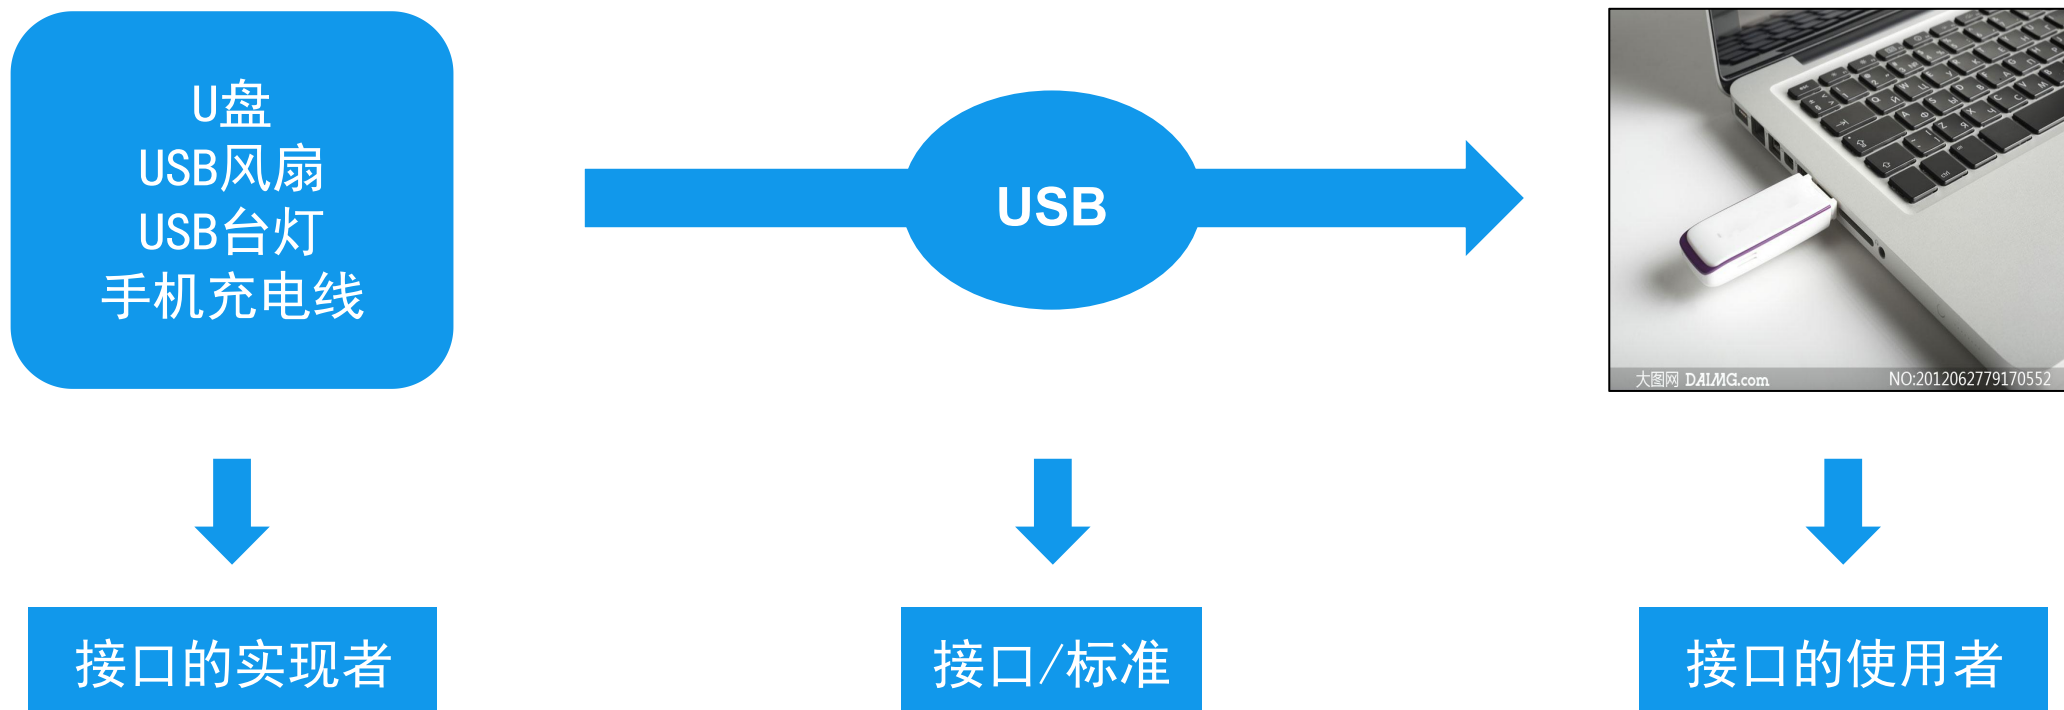 U盘
USB风扇
USB台灯
手机充电线
USB
大图网 DAIMG.com
NO:2012062779170552
接口的实现者
接口/标准
接口的使用者